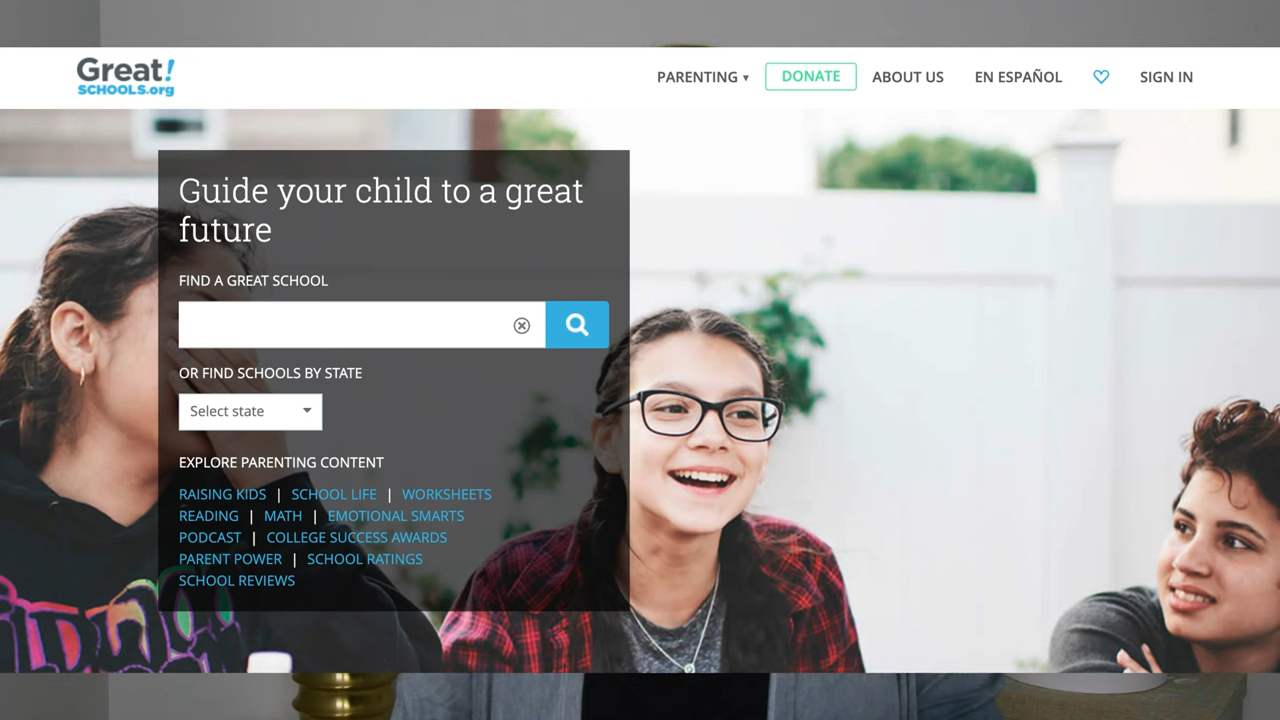 Great!
SCHOOLS.org
PARENTING ▾ DONATE ABOUT US EN ESPAÑOL SIGN IN
Guide your child to a great
future
FIND A GREAT SCHOOL
OR FIND SCHOOLS BY STATE
Select state
EXPLORE PARENTING CONTENT
RAISING KIDS | SCHOOL LIFE | WORKSHEETS
READING | MATH | EMOTIONAL SMARTS
PODCAST | COLLEGE SUCCESS AWARDS
PARENT POWER | SCHOOL RATINGS
SCHOOL REVIEWS